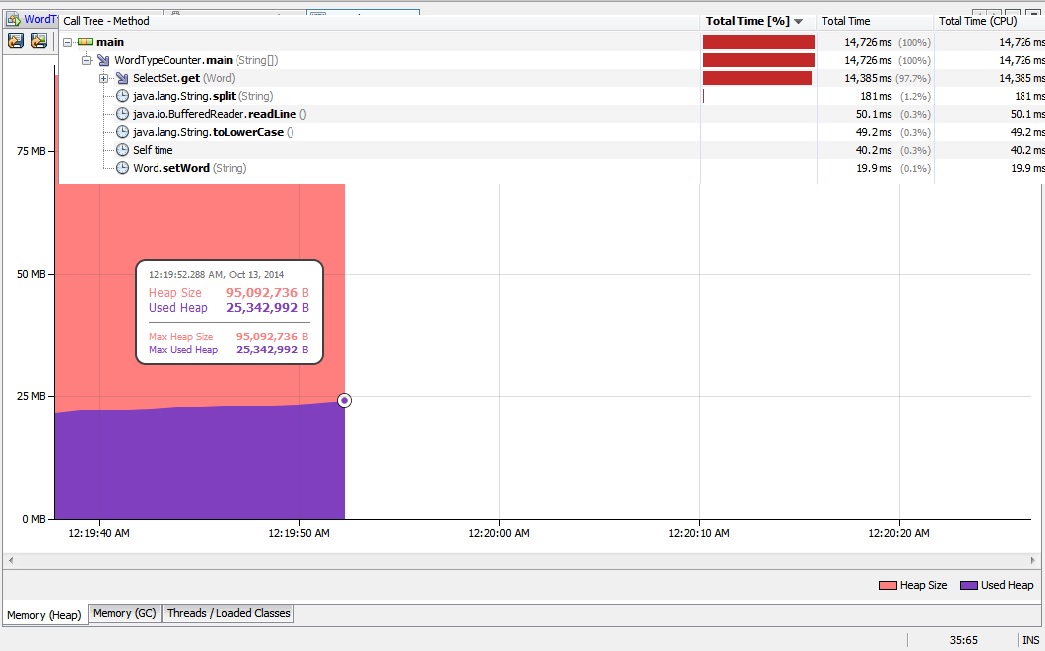 WordTy
Call Tree - Method Total Time [%] Total Time Total Time (CPU)
main 14,726 ms (100%) 14,726 ms
WordTypeCounter.main (String[]) 14,726 ms (100%) 14,726 ms
SelectSet.get (Word) 14,385 ms (97.7%) 14,385 ms
java.lang.String.split (String) 181 ms (1.2%) 181 ms
java.io.BufferedReader.readLine () 50.1 ms (0.3%) 50.1 ms
java.lang.String.toLowerCase () 49.2 ms (0.3%) 49.2 ms
Self time 40.2 ms (0.3%) 40.2 ms
Word.setWord (String) 19.9 ms (0.1%) 19.9 ms
75 MB
50 MB
25 MB
0 MB
12:19:52.288 AM, Oct 13, 2014
Heap Size 95,092,736 B
Used Heap 25,342,992 B
Max Heap Size 95,092,736 B
Max Used Heap 25,342,992 B
12:19:40 AM 12:19:50 AM 12:20:00 AM 12:20:10 AM 12:20:20 AM
Heap Size Used Heap
Memory (Heap) Memory (GC) Threads / Loaded Classes
35:65 INS